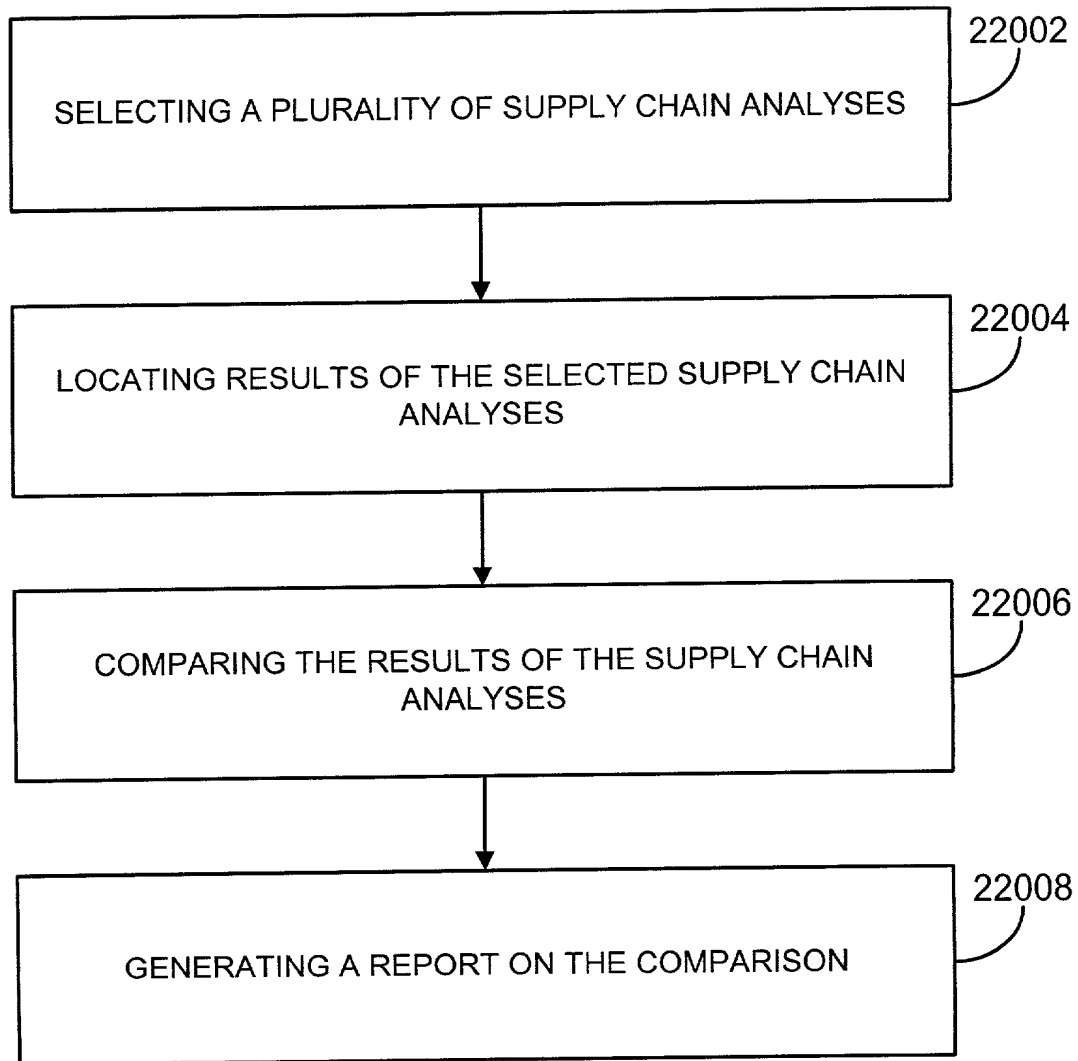 22002
SELECTING A PLURALITY OF SUPPLY CHAIN ANALYSES
22004
LOCATING RESULTS OF THE SELECTED SUPPLY CHAIN
ANALYSES
22006
COMPARING THE RESULTS OF THE SUPPLY CHAIN
ANALYSES
22008
GENERATING A REPORT ON THE COMPARISON